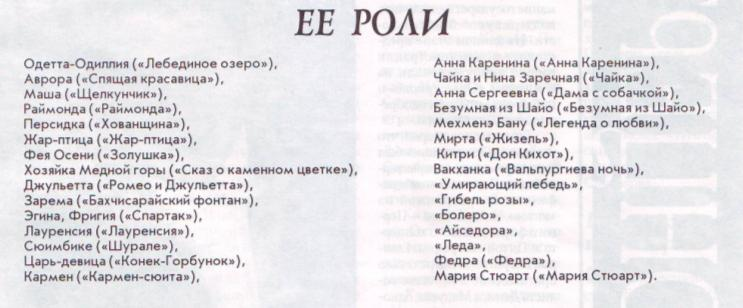 ЕЕ РОЛИ
Одетта-Одиллия («Лебединое озеро»),
Аврора («Спящая красавица»),
Маша («Щелкунчик»),
Раймонда («Раймонда»),
Персидка («Хованщина»),
Жар-птица («Жар-птица»),
Фея Осени («Золушка»),
Хозяйка Медной горы («Сказ о каменном цветке»),
Джульетта («Ромео и Джульетта»),
Зарема («Бахчисарайский фонтан»),
Эгина, Фригия («Спартак»),
Лауренсия («Лауренсия»),
Сюимбике («Шурале»),
Царь-девица («Конек-Горбунок»),
Кармен («Кармен-сюита»),
Анна Каренина («Анна Каренина»),
Чайка и Нина Заречная («Чайка»),
Анна Сергеевна («Дама с собачкой»),
Безумная из Шайо («Безумная из Шайо»),
Мехменэ Бану («Легенда о любви»),
Мирта («Жизель»),
Китри («Дон Кихот»),
Вакханка («Вальпургиева ночь»),
«Умирающий лебедь»,
«Гибель розы»,
«Болеро»,
«Айседора»,
«Леда»,
Федра («Федра»),
Мария Стюарт («Мария Стюарт»).